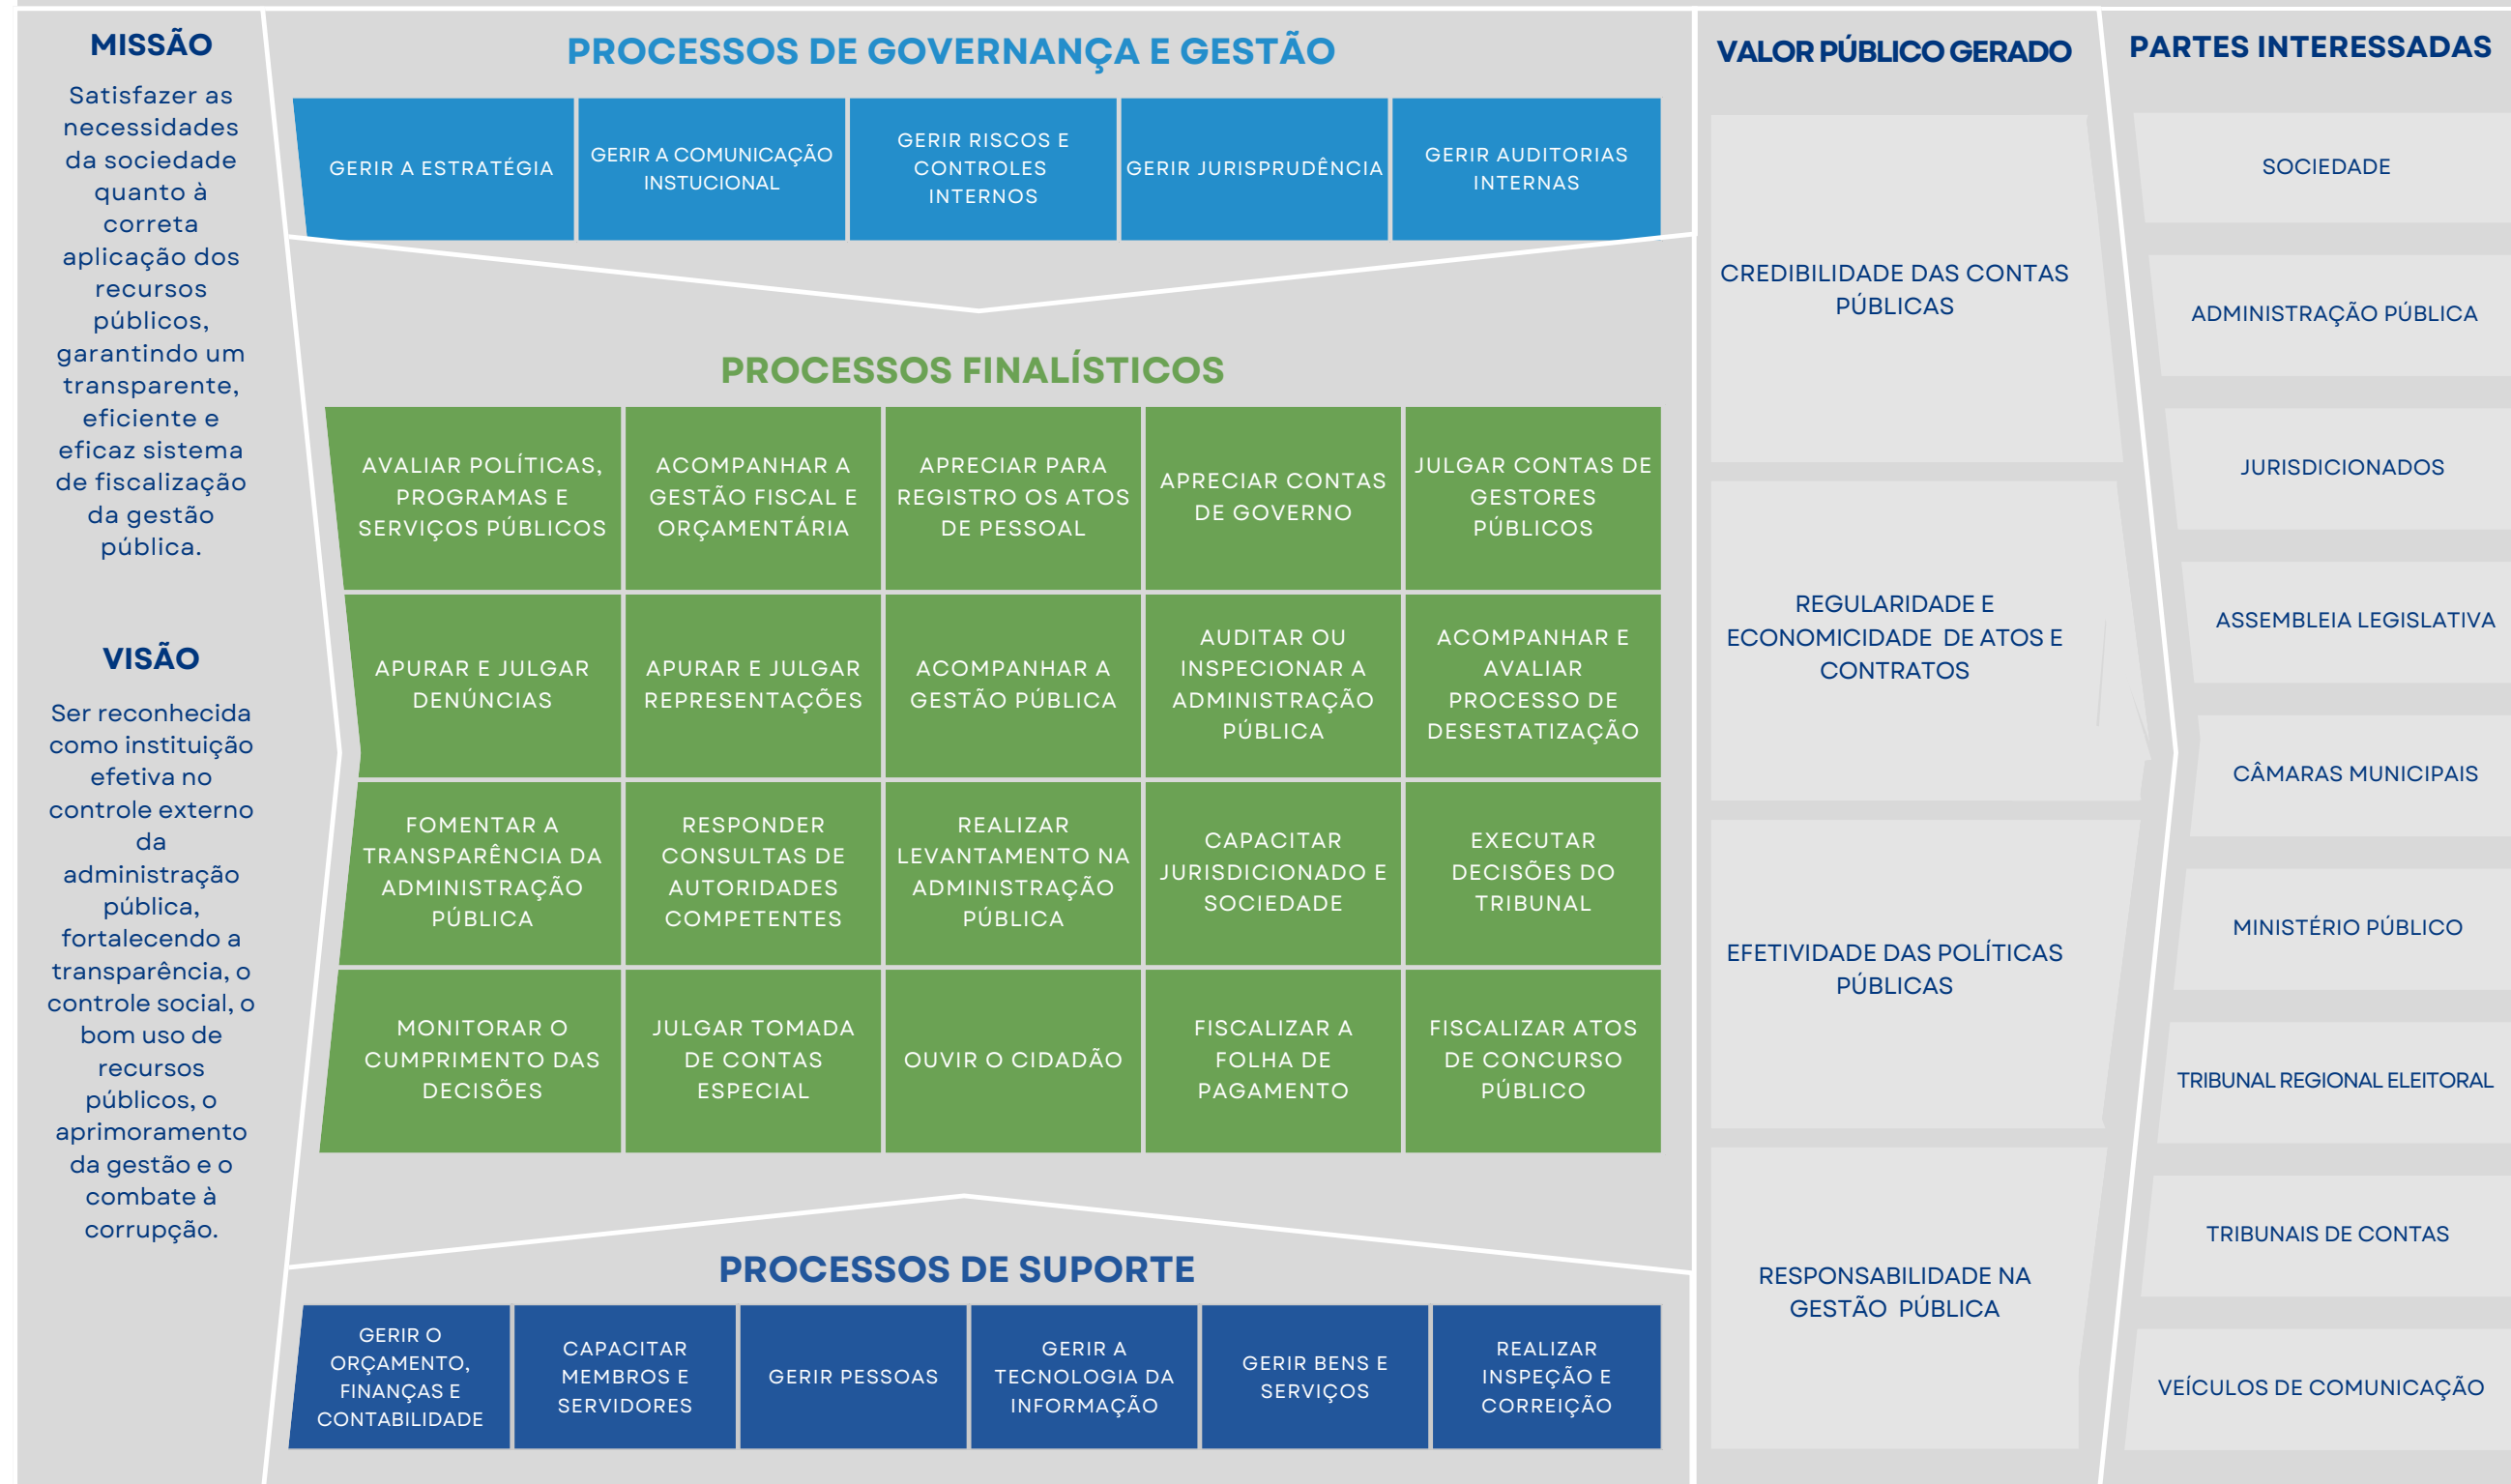 MISSÃO
Satisfazer as
necessidades
da sociedade
quanto à
correta
aplicação dos
recursos
públicos,
garantindo um
transparente,
eficiente e
eficaz sistema
de fiscalização
da gestão
pública.
VISÃO
Ser reconhecida
como instituição
efetiva no
controle externo
da
administração
pública,
fortalecendo a
transparência, o
controle social, o
bom uso de
recursos
públicos, o
aprimoramento
da gestão e o
combate à
corrupção.
PROCESSOS DE GOVERNANÇA E GESTÃO
GERIR A ESTRATÉGIA
GERIR A COMUNICAÇÃO
INSTUCIONAL
GERIR RISCOS E
CONTROLES
INTERNOS
GERIR JURISPRUDÊNCIA
GERIR AUDITORIAS
INTERNAS
PROCESSOS FINALÍSTICOS
AVALIAR POLÍTICAS,
PROGRAMAS E
SERVIÇOS PÚBLICOS
ACOMPANHAR A
GESTÃO FISCAL E
ORÇAMENTÁRIA
APRECIAR PARA
REGISTRO OS ATOS
DE PESSOAL
APRECIAR CONTAS
DE GOVERNO
JULGAR CONTAS DE
GESTORES
PÚBLICOS
APURAR E JULGAR
DENÚNCIAS
APURAR E JULGAR
REPRESENTAÇÕES
ACOMPANHAR A
GESTÃO PÚBLICA
AUDITAR OU
INSPECIONAR A
ADMINISTRAÇÃO
PÚBLICA
ACOMPANHAR E
AVALIAR
PROCESSO DE
DESESTATIZAÇÃO
FOMENTAR A
TRANSPARÊNCIA DA
ADMINISTRAÇÃO
PÚBLICA
RESPONDER
CONSULTAS DE
AUTORIDADES
COMPETENTES
REALIZAR
LEVANTAMENTO NA
ADMINISTRAÇÃO
PÚBLICA
CAPACITAR
JURISDICIONADO E
SOCIEDADE
EXECUTAR
DECISÕES DO
TRIBUNAL
MONITORAR O
CUMPRIMENTO DAS
DECISÕES
JULGAR TOMADA
DE CONTAS
ESPECIAL
OUVIR O CIDADÃO
FISCALIZAR A
FOLHA DE
PAGAMENTO
FISCALIZAR ATOS
DE CONCURSO
PÚBLICO
PROCESSOS DE SUPORTE
GERIR O
ORÇAMENTO,
FINANÇAS E
CONTABILIDADE
CAPACITAR
MEMBROS E
SERVIDORES
GERIR PESSOAS
GERIR A
TECNOLOGIA DA
INFORMAÇÃO
GERIR BENS E
SERVIÇOS
REALIZAR
INSPEÇÃO E
CORREIÇÃO
VALOR PÚBLICO GERADO
CREDIBILIDADE DAS CONTAS
PÚBLICAS
REGULARIDADE E
ECONOMICIDADE DE ATOS E
CONTRATOS
EFETIVIDADE DAS POLÍTICAS
PÚBLICAS
RESPONSABILIDADE NA
GESTÃO PÚBLICA
PARTES INTERESSADAS
SOCIEDADE
ADMINISTRAÇÃO PÚBLICA
JURISDICIONADOS
ASSEMBLEIA LEGISLATIVA
CÂMARAS MUNICIPAIS
MINISTÉRIO PÚBLICO
TRIBUNAL REGIONAL ELEITORAL
TRIBUNAIS DE CONTAS
VEÍCULOS DE COMUNICAÇÃO